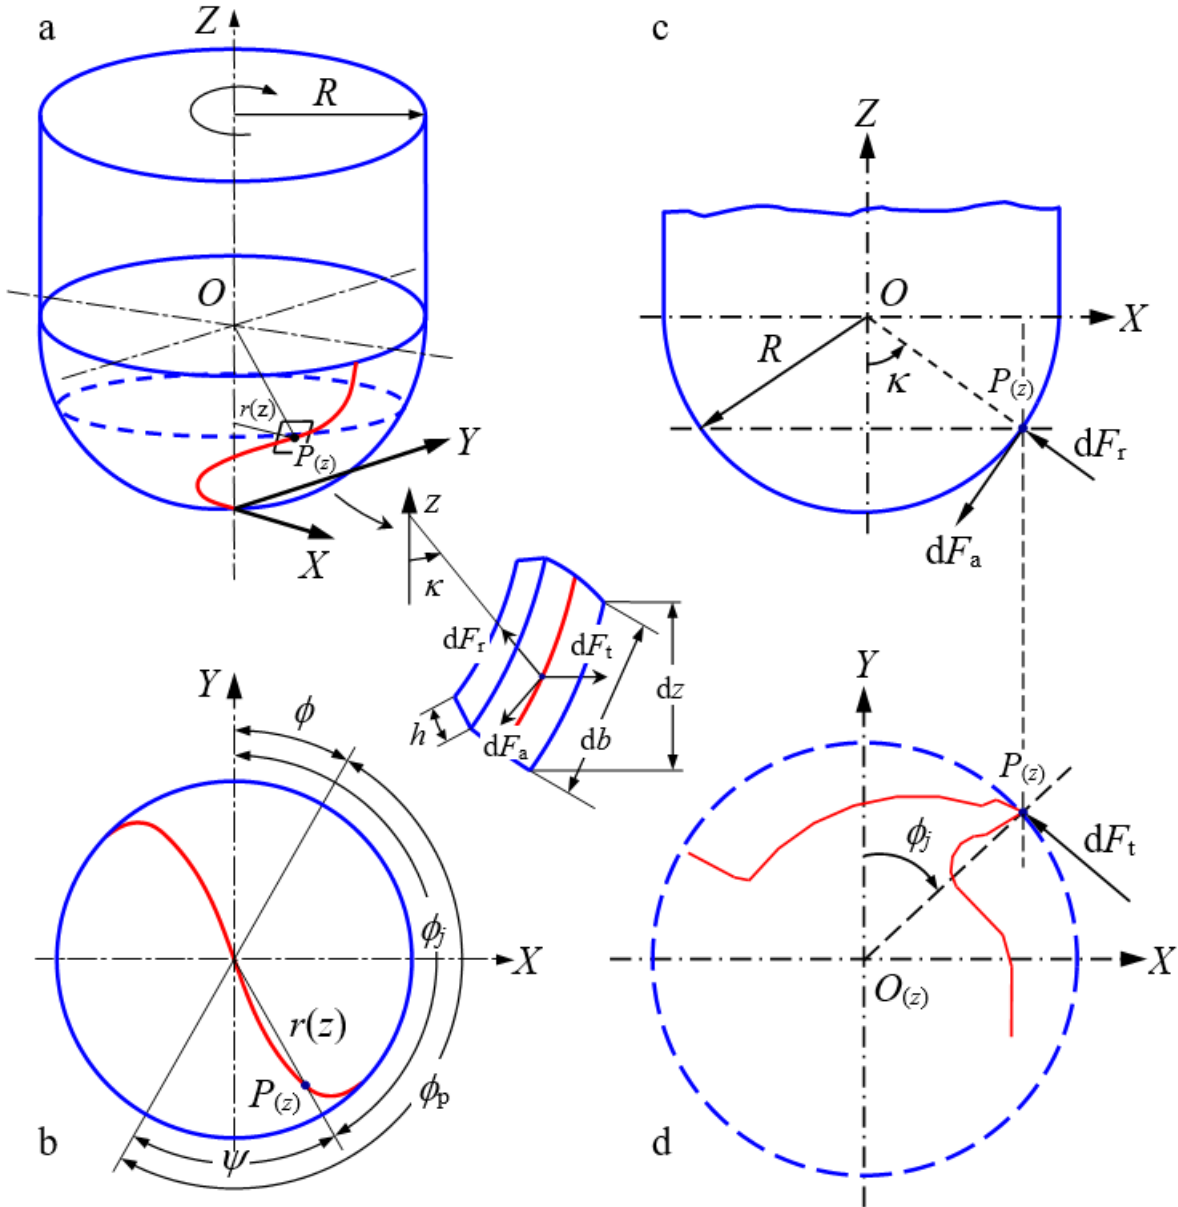 a
Z
R
O
r(z)
P(z)
Y
X
z
κ
dFr
dFt
dFa
h
dz
db
c
Z
O
X
R
κ
P(z)
dFr
dFa
b
Y
ϕ
X
ϕj
r(z)
P(z)
ϕp
ψ
d
Y
P(z)
ϕj
dFt
X
O(z)